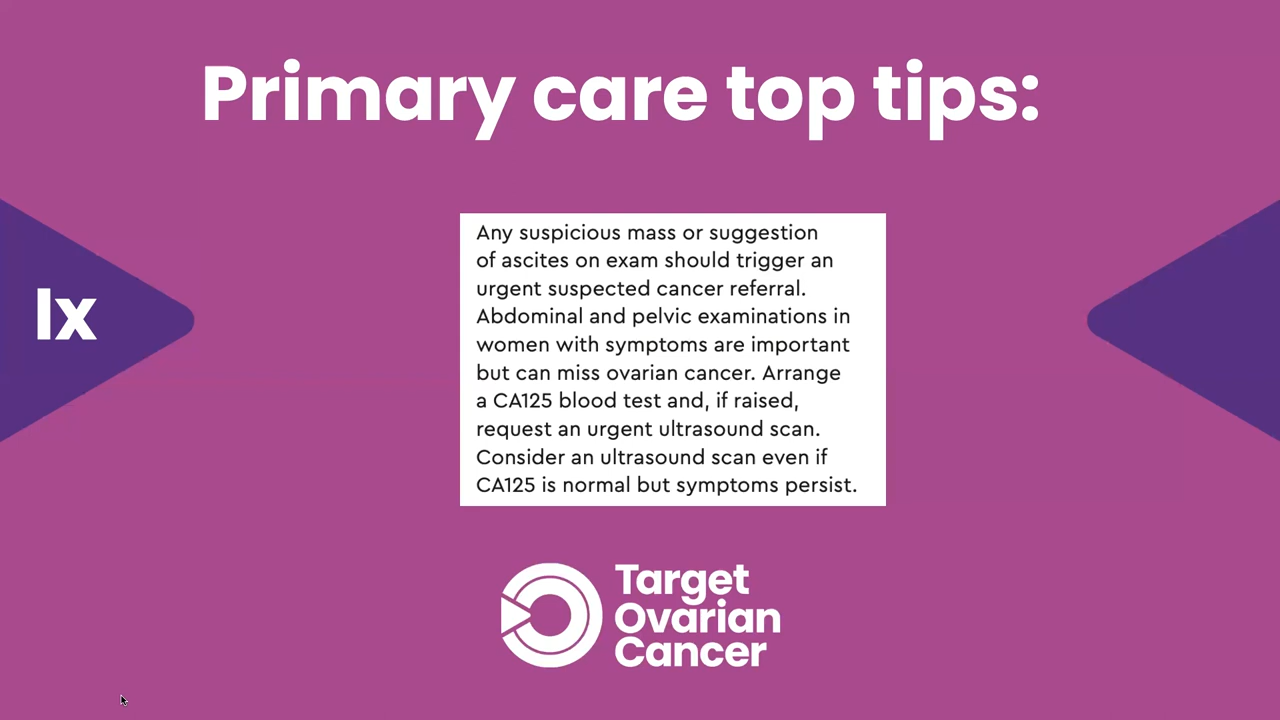 Primary care top tips:
Ix
Any suspicious mass or suggestion
of ascites on exam should trigger an
urgent suspected cancer referral.
Abdominal and pelvic examinations in
women with symptoms are important
but can miss ovarian cancer. Arrange
a CA125 blood test and, if raised,
request an urgent ultrasound scan.
Consider an ultrasound scan even if
CA125 is normal but symptoms persist.
Target
Ovarian
Cancer